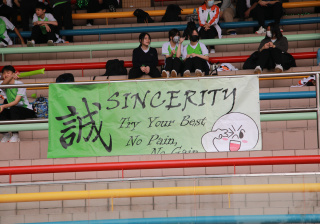 誠 SINCERITY
Try Your Best
No Pain,
No Gain